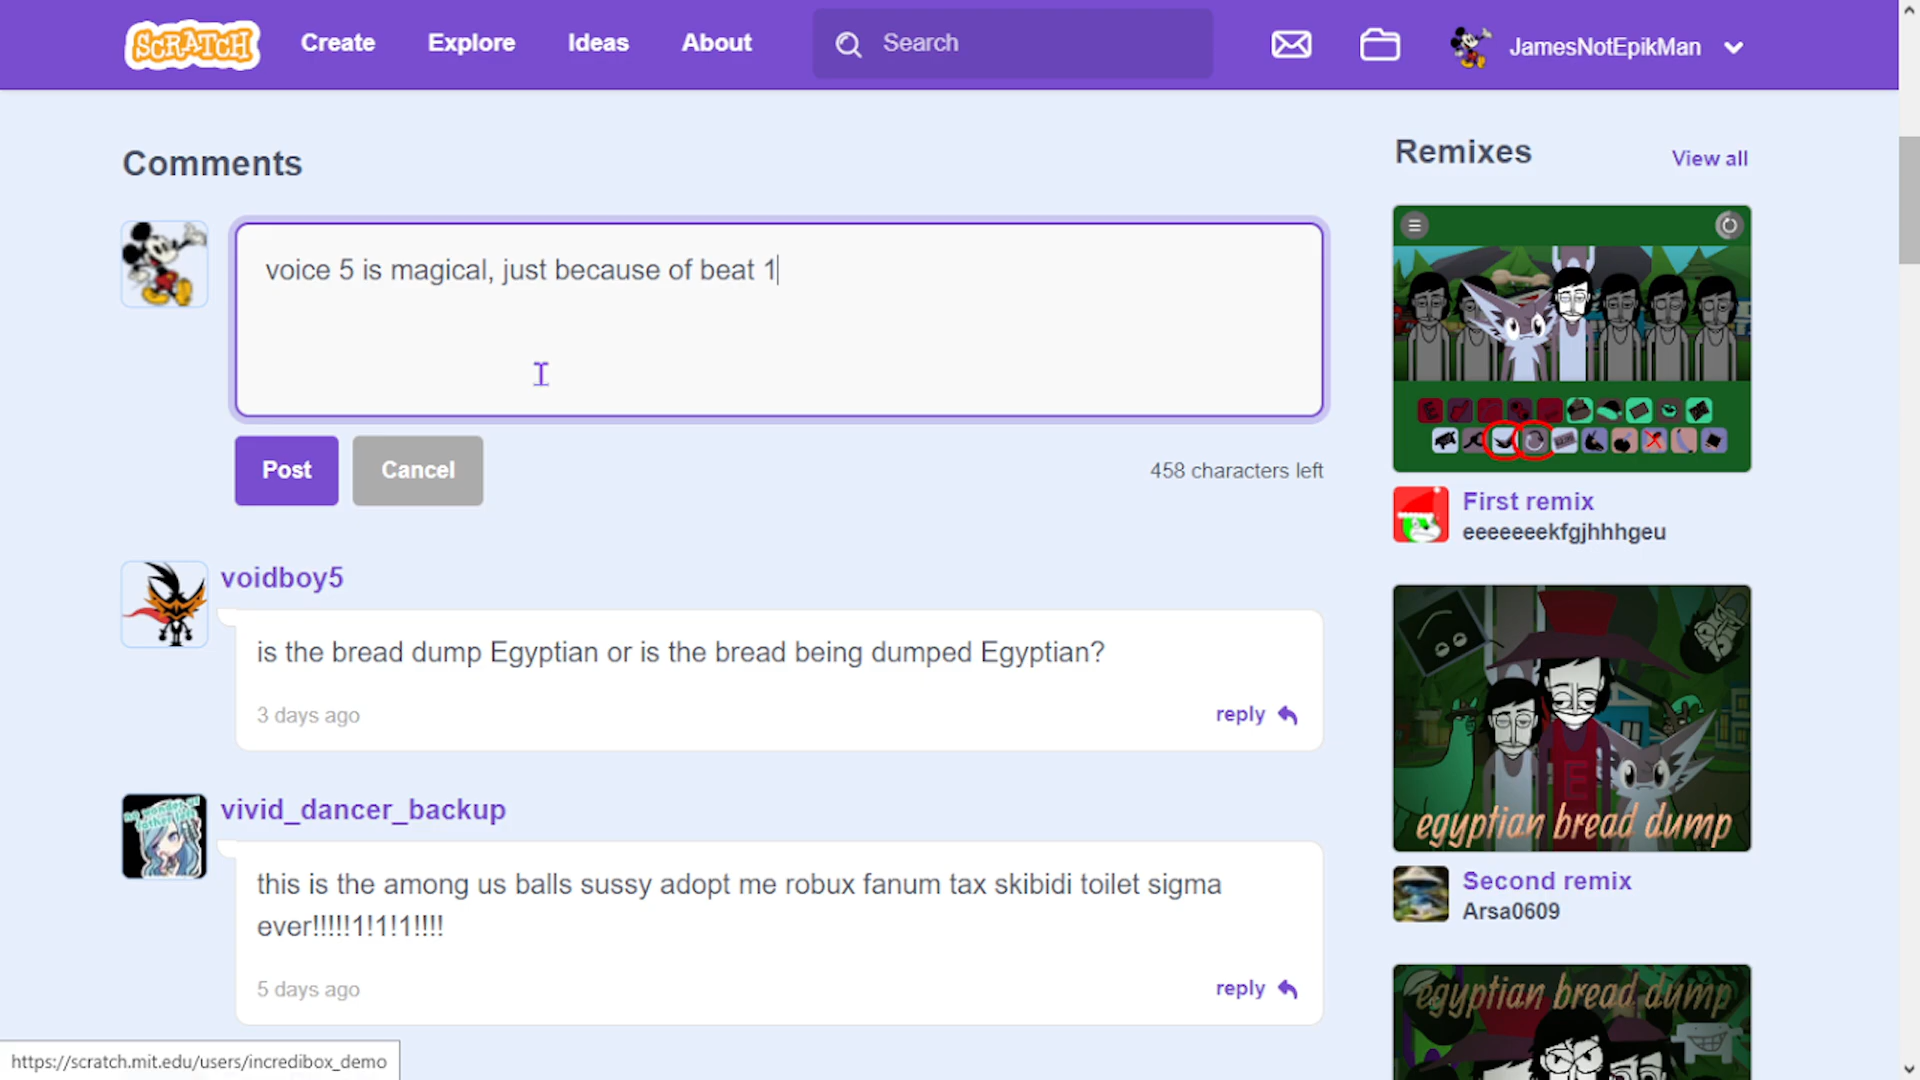 SCRATCH Create Explore Ideas About Search JamesNotEpikMan
Comments
Remixes View all
voice 5 is magical, just because of beat 1
Post Cancel 458 characters left
First remix
eeeeeeekfgjhhhgeu
voidboy5
is the bread dump Egyptian or is the bread being dumped Egyptian?
3 days ago reply
egyptian bread dump
vivid_dancer_backup
this is the among us balls sussy adopt me robux fanum tax skibidi toilet sigma
ever!!!!!1!1!1!!!!
5 days ago reply
Second remix
Arsa0609
egyptian bread dump
https://scratch.mit.edu/users/incredibox_demo